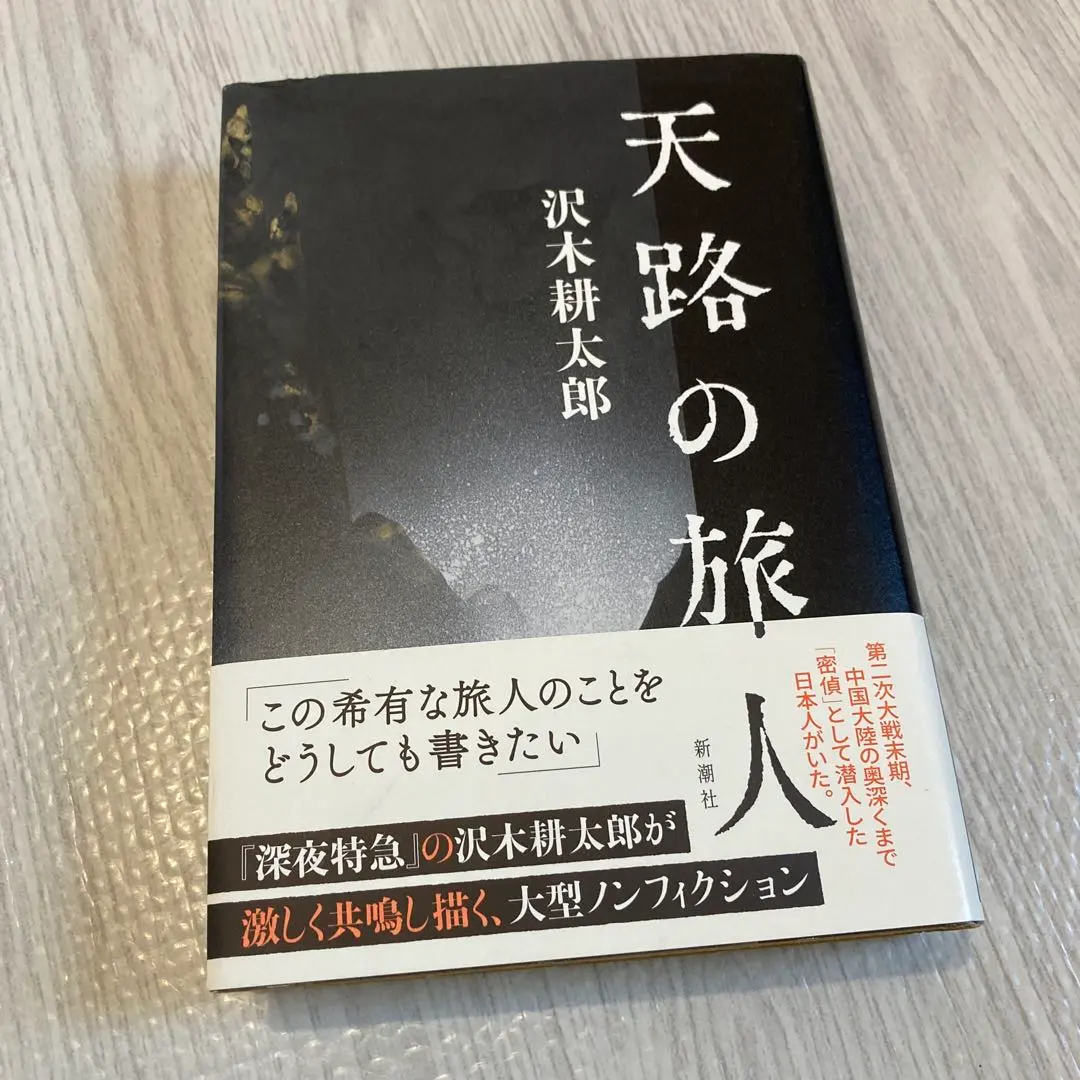 天路の旅人
沢木耕太郎
第二次大戦末期、
中国大陸の奥深くまで
「密偵」として潜入した
日本人がいた。
新潮社
「この希有な旅人のことを
どうしても書きたい」
『深夜特急』の沢木耕太郎が
激しく共鳴し描く、大型ノンフィクション